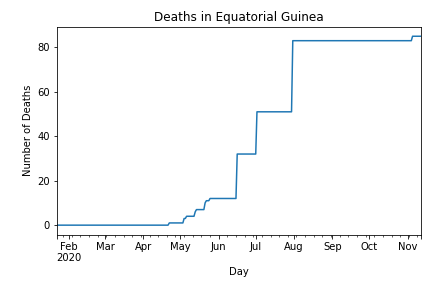 Deaths in Equatorial Guinea
Number of Deaths
80
60
40
20
0
Feb Mar Apr May Jun Jul Aug Sep Oct Nov
2020
Day